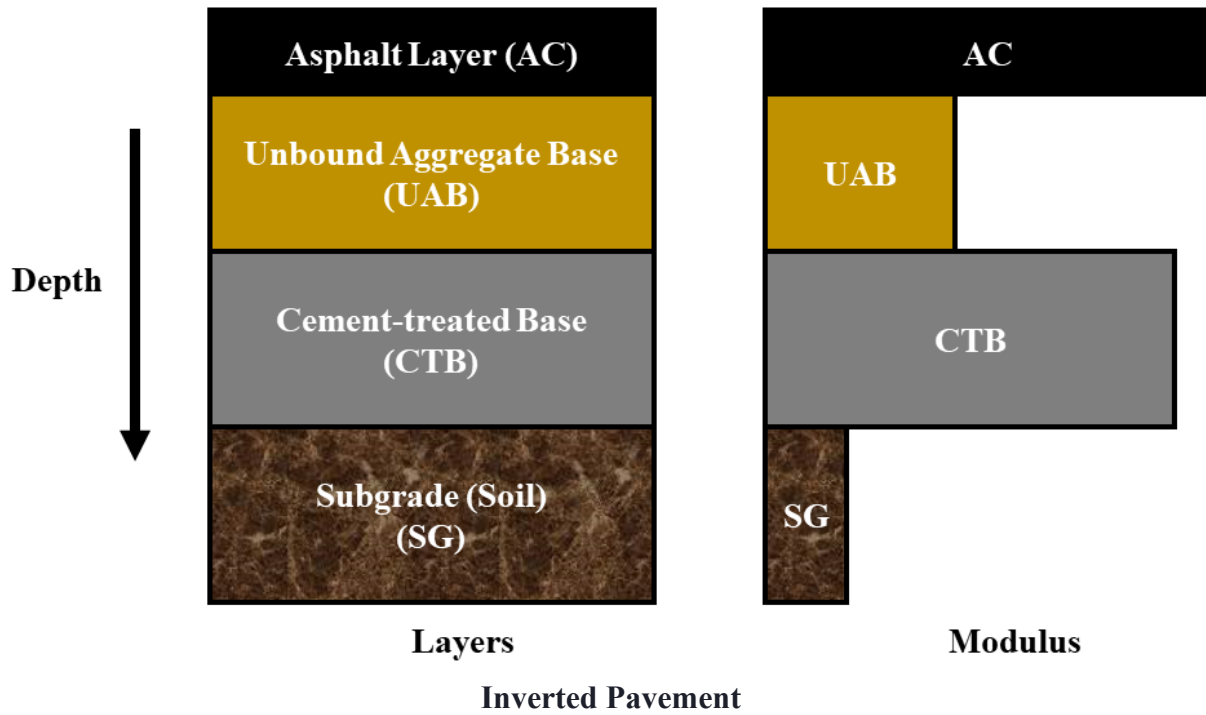 Asphalt Layer (AC)
Unbound Aggregate Base
(UAB)
Cement-treated Base
(CTB)
Subgrade (Soil)
(SG)
Depth
Layers
AC
UAB
CTB
SG
Modulus
Inverted Pavement